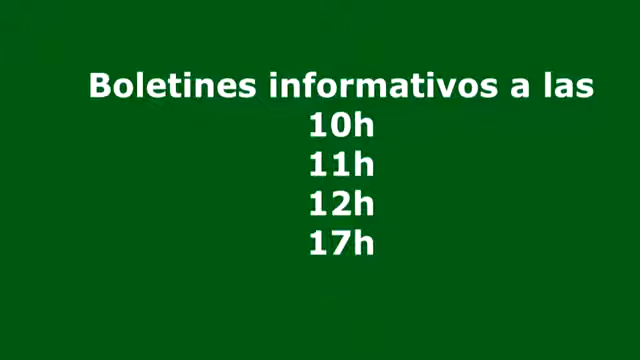 Boletines informativos a las
10h
11h
12h
17h